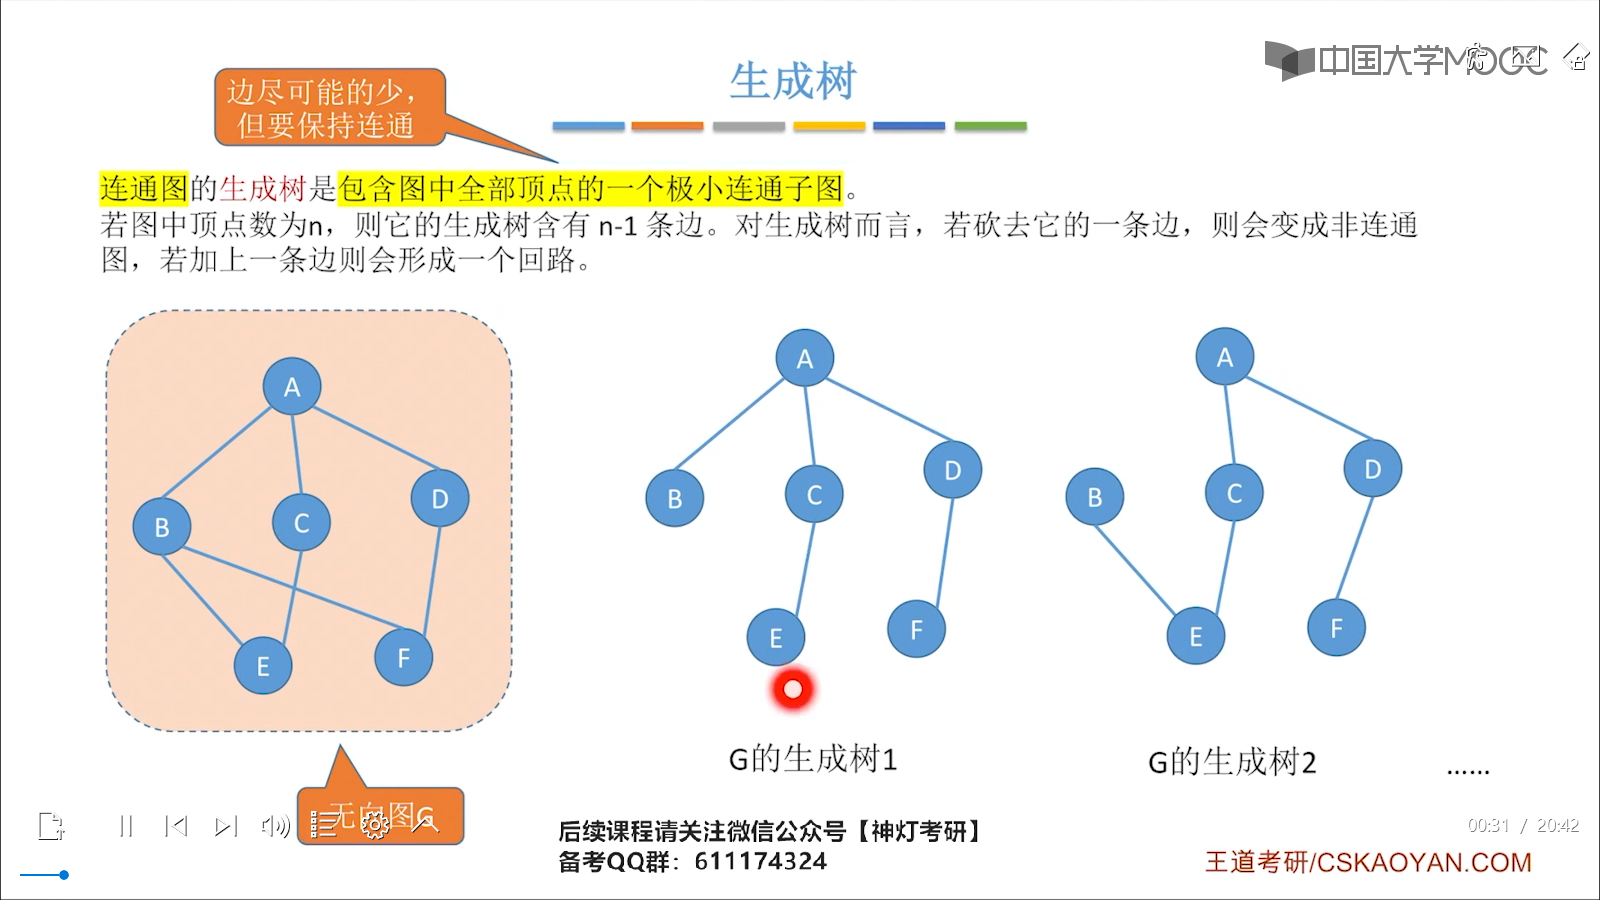 中国大学MOOC
生成树
边尽可能的少，
但要保持连通
连通图的生成树是包含图中全部顶点的一个极小连通子图。
若图中顶点数为n，则它的生成树含有 n-1 条边。对生成树而言，若砍去它的一条边，则会变成非连通
图，若加上一条边则会形成一个回路。
A
B
C
D
E
F
A
B
C
D
E
F
A
B
C
D
E
F
G的生成树1
G的生成树2
......
无向图G
后续课程请关注微信公众号【神灯考研】
备考QQ群：611174324
00:31 / 20:42
王道考研/CSKAOYAN.COM